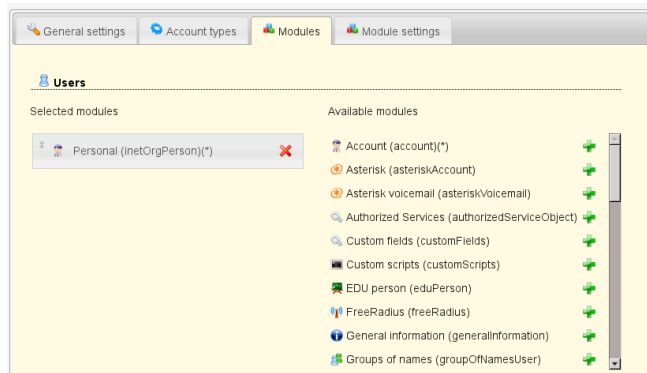 General settings
Account types
Modules
Module settings
Users
Selected modules
Available modules
Personal (inetOrgPerson)(*)
Account (account)(*)
Asterisk (asteriskAccount)
Asterisk voicemail (asteriskVoicemail)
Authorized Services (authorizedServiceObject)
Custom fields (customFields)
Custom scripts (customScripts)
EDU person (eduPerson)
FreeRadius (freeRadius)
General information (generalInformation)
Groups of names (groupOfNamesUser)